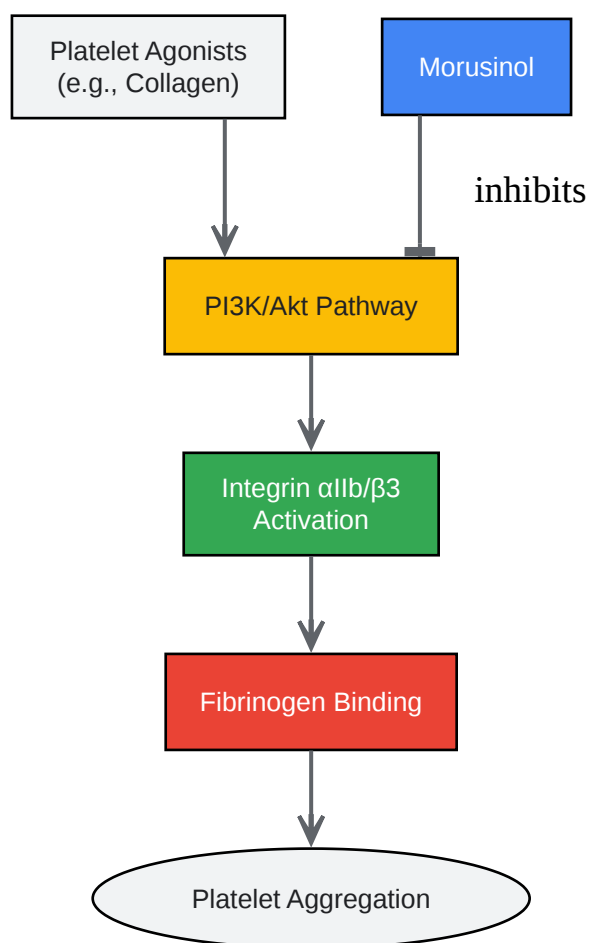 Platelet Agonists
(e.g., Collagen)
Morusinol
inhibits
PI3K/Akt Pathway
Integrin αIIb/β3
Activation
Fibrinogen Binding
Platelet Aggregation